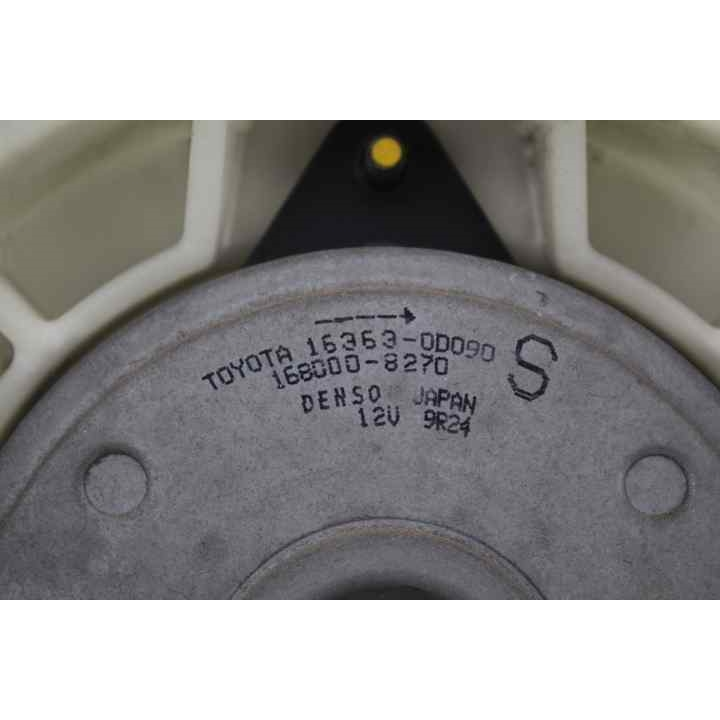 TOYOTA 16363-0D090
168000-8270
DENSO JAPAN
12V 9R24
S